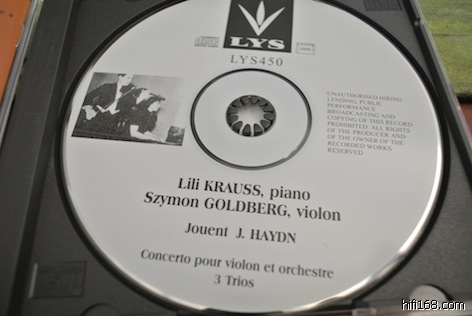 LYS
LYS450
UNAUTHORISED HIRING
LENDING, PUBLIC
PERFORMANCE
BROADCASTING AND
COPYING OF THIS RECORD
PROHIBITED. ALL RIGHTS
OF THE PRODUCER AND
OF THE OWNER OF THE
RECORDED WORKS
RESERVED
Lili KRAUSS, piano
Szymon GOLDBERG, violon
Jouent J. HAYDN
Concerto pour violon et orchestre
3 Trios
hifi168.com